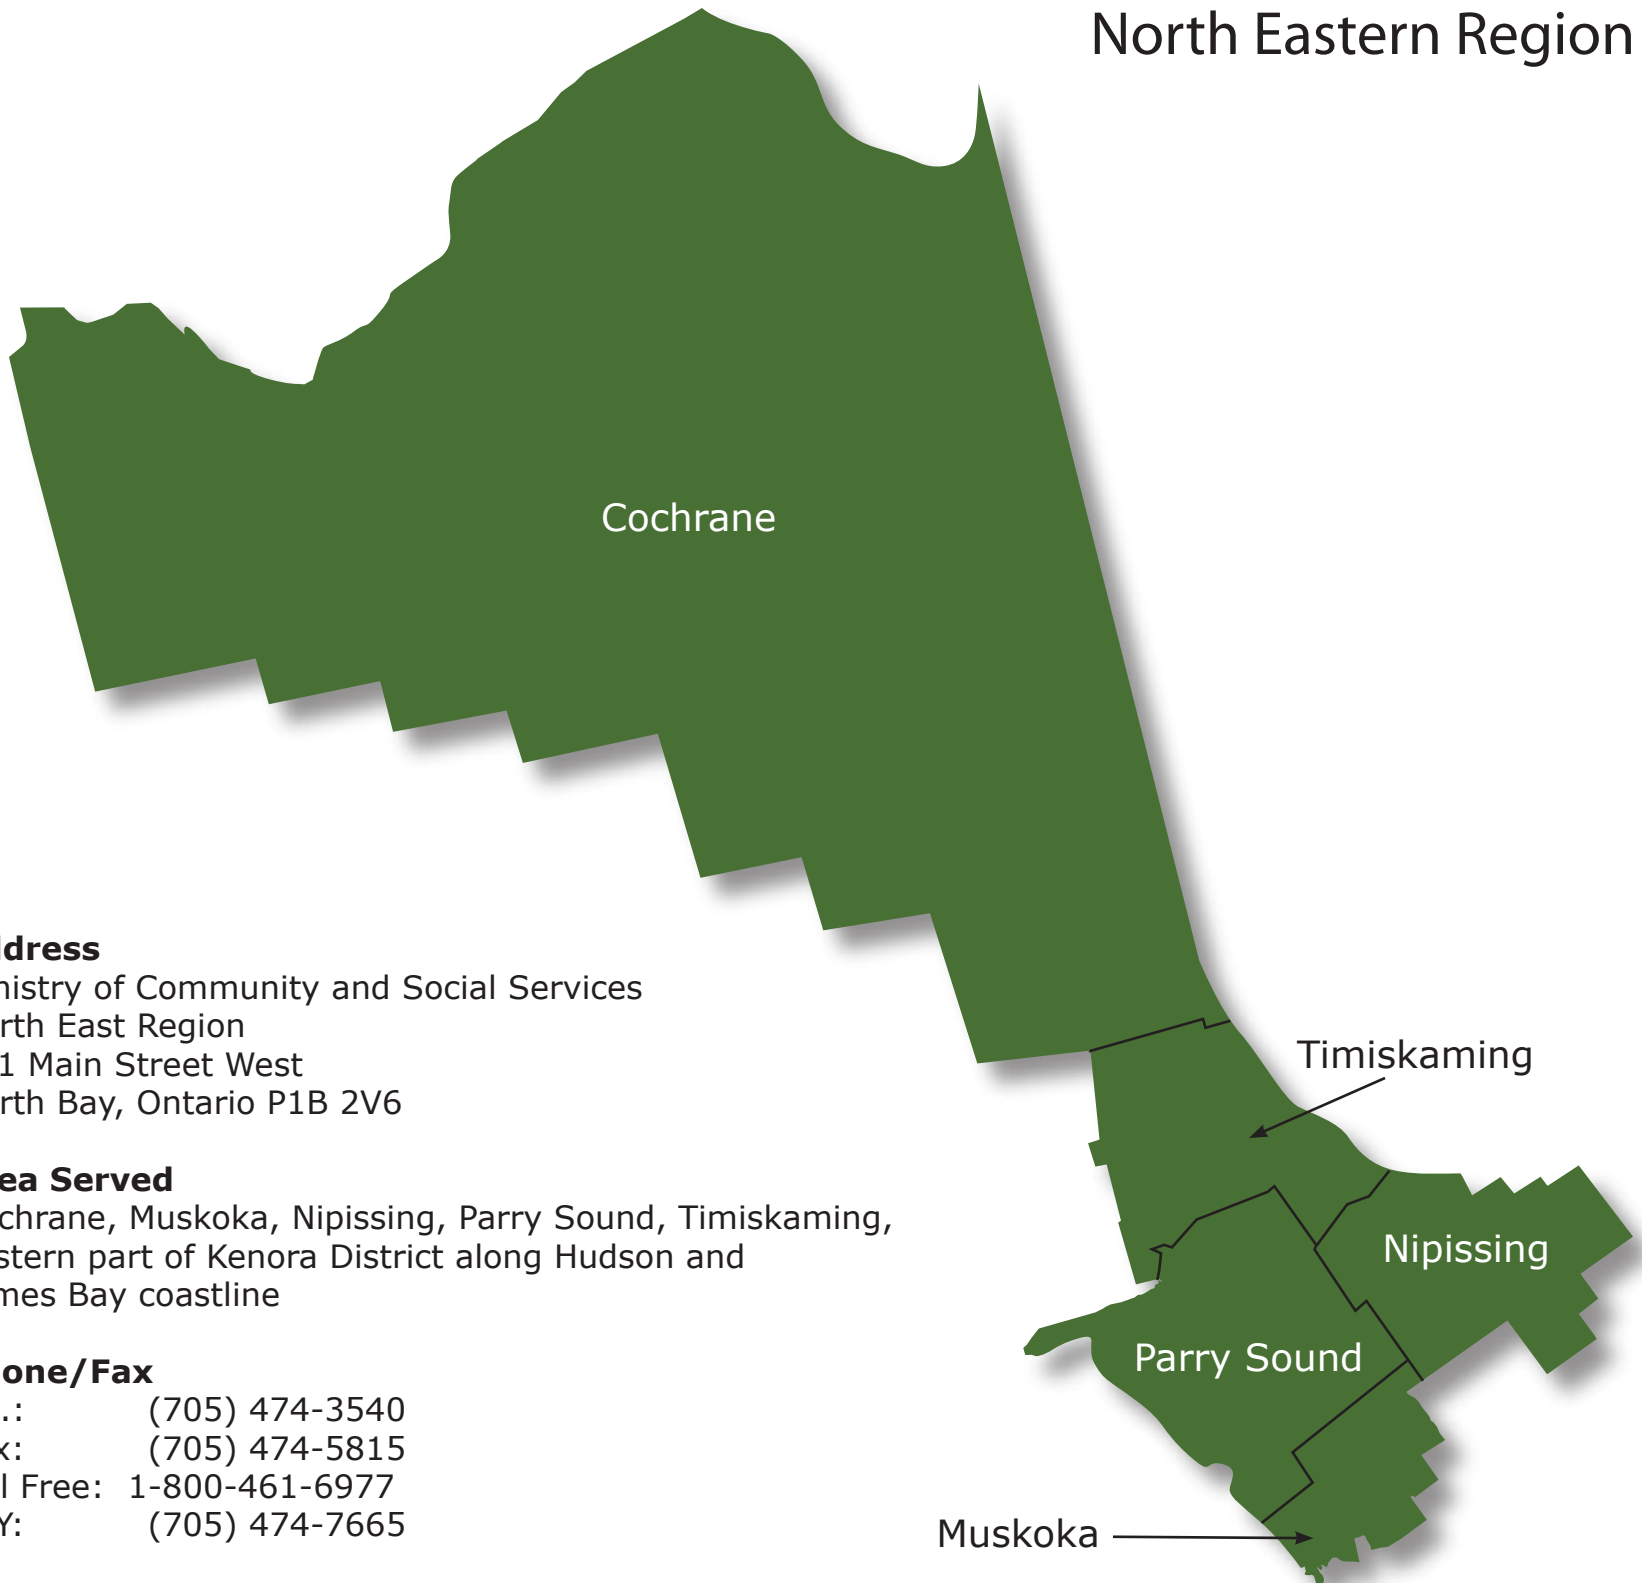 North Eastern Region
Cochrane
Timiskaming
Nipissing
Parry Sound
Muskoka
dress
nistry of Community and Social Services
rth East Region
1 Main Street West
rth Bay, Ontario P1B 2V6
ea Served
chrane, Muskoka, Nipissing, Parry Sound, Timiskaming,
stern part of Kenora District along Hudson and
mes Bay coastline
one/Fax
.: (705) 474-3540
x: (705) 474-5815
l Free: 1-800-461-6977
Y: (705) 474-7665